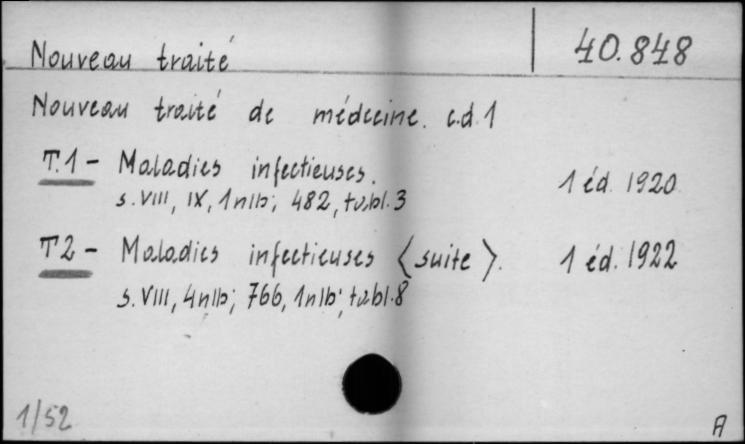 Nouveau traité 40.848
Nouveau traité de médecine. c.d.1
T.1 - Maladies infectieuses. 1 éd. 1920
s. VIII, IX, 1nlb; 482, tabl. 3
T2 - Maladies infectieuses <suite>. 1 éd. 1922
s. VIII, 4nlb; 766, 1nlb; tabl. 8
1/52
A